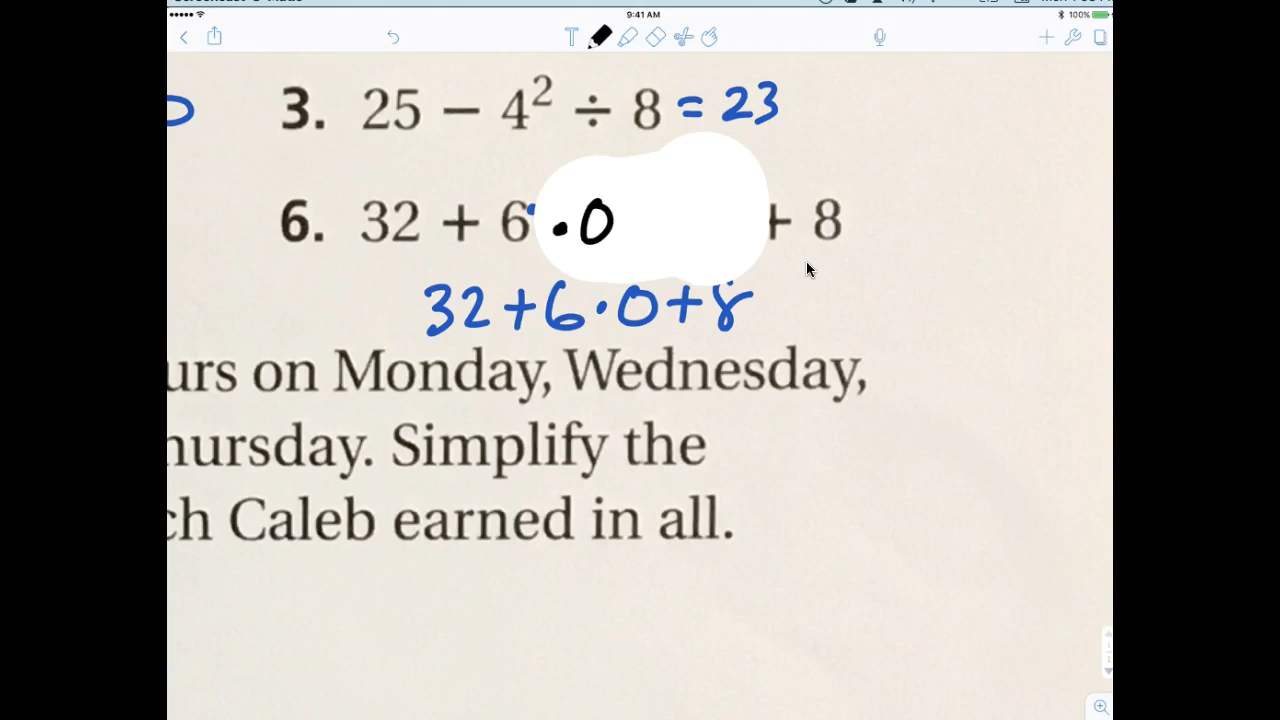 9:41 AM
100%
T
3. 25 − 4² ÷ 8 = 23
6. 32 + 6 · 0 + 8
32+6·0+8
urs on Monday, Wednesday,
hursday. Simplify the
ch Caleb earned in all.